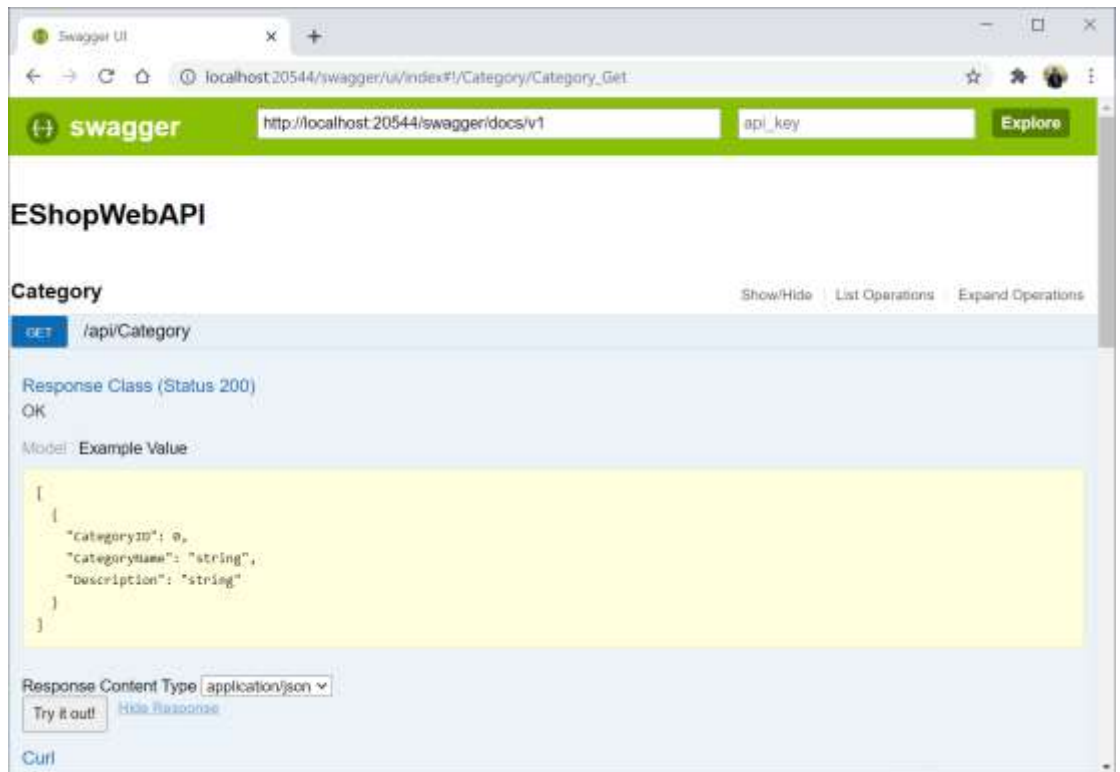 Swagger UI
localhost:20544/swagger/ui/index#!/Category/Category_Get
swagger http://localhost:20544/swagger/docs/v1 api_key Explore
EShopWebAPI
Category Show/Hide List Operations Expand Operations
GET /api/Category
Response Class (Status 200)
OK
Model Example Value
[
{
"CategoryID": 0,
"CategoryName": "string",
"Description": "string"
}
]
Response Content Type application/json
Try it out! Hide Response
Curl